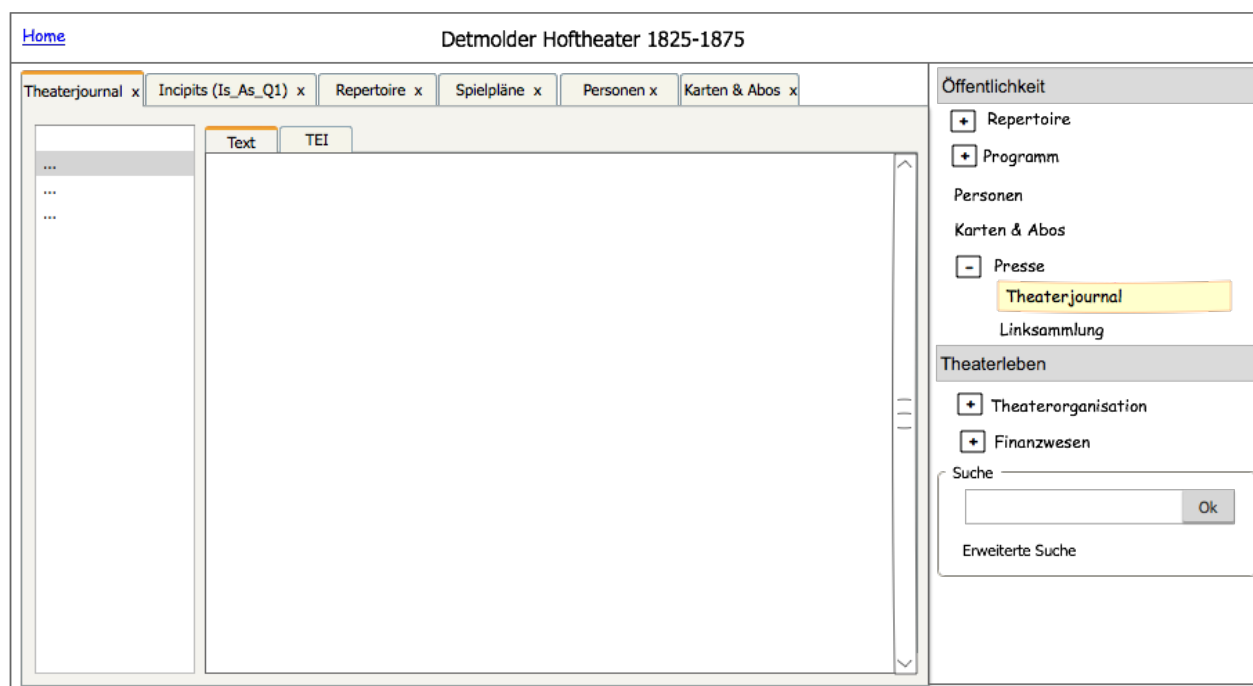 Home
Detmolder Hoftheater 1825-1875
Theaterjournal x
Incipits (Is_As_Q1) x
Repertoire x
Spielpläne x
Personen x
Karten & Abos x
...
...
...
Text
TEI
Öffentlichkeit
+ Repertoire
+ Programm
Personen
Karten & Abos
- Presse
Theaterjournal
Linksammlung
Theaterleben
+ Theaterorganisation
+ Finanzwesen
Suche
Ok
Erweiterte Suche